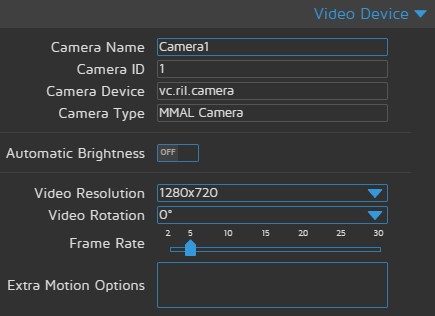 Video Device
Camera Name Camera1
Camera ID 1
Camera Device vc.ril.camera
Camera Type MMAL Camera
Automatic Brightness OFF
Video Resolution 1280x720
Video Rotation 0°
2 5 10 15 20 25 30
Frame Rate
Extra Motion Options